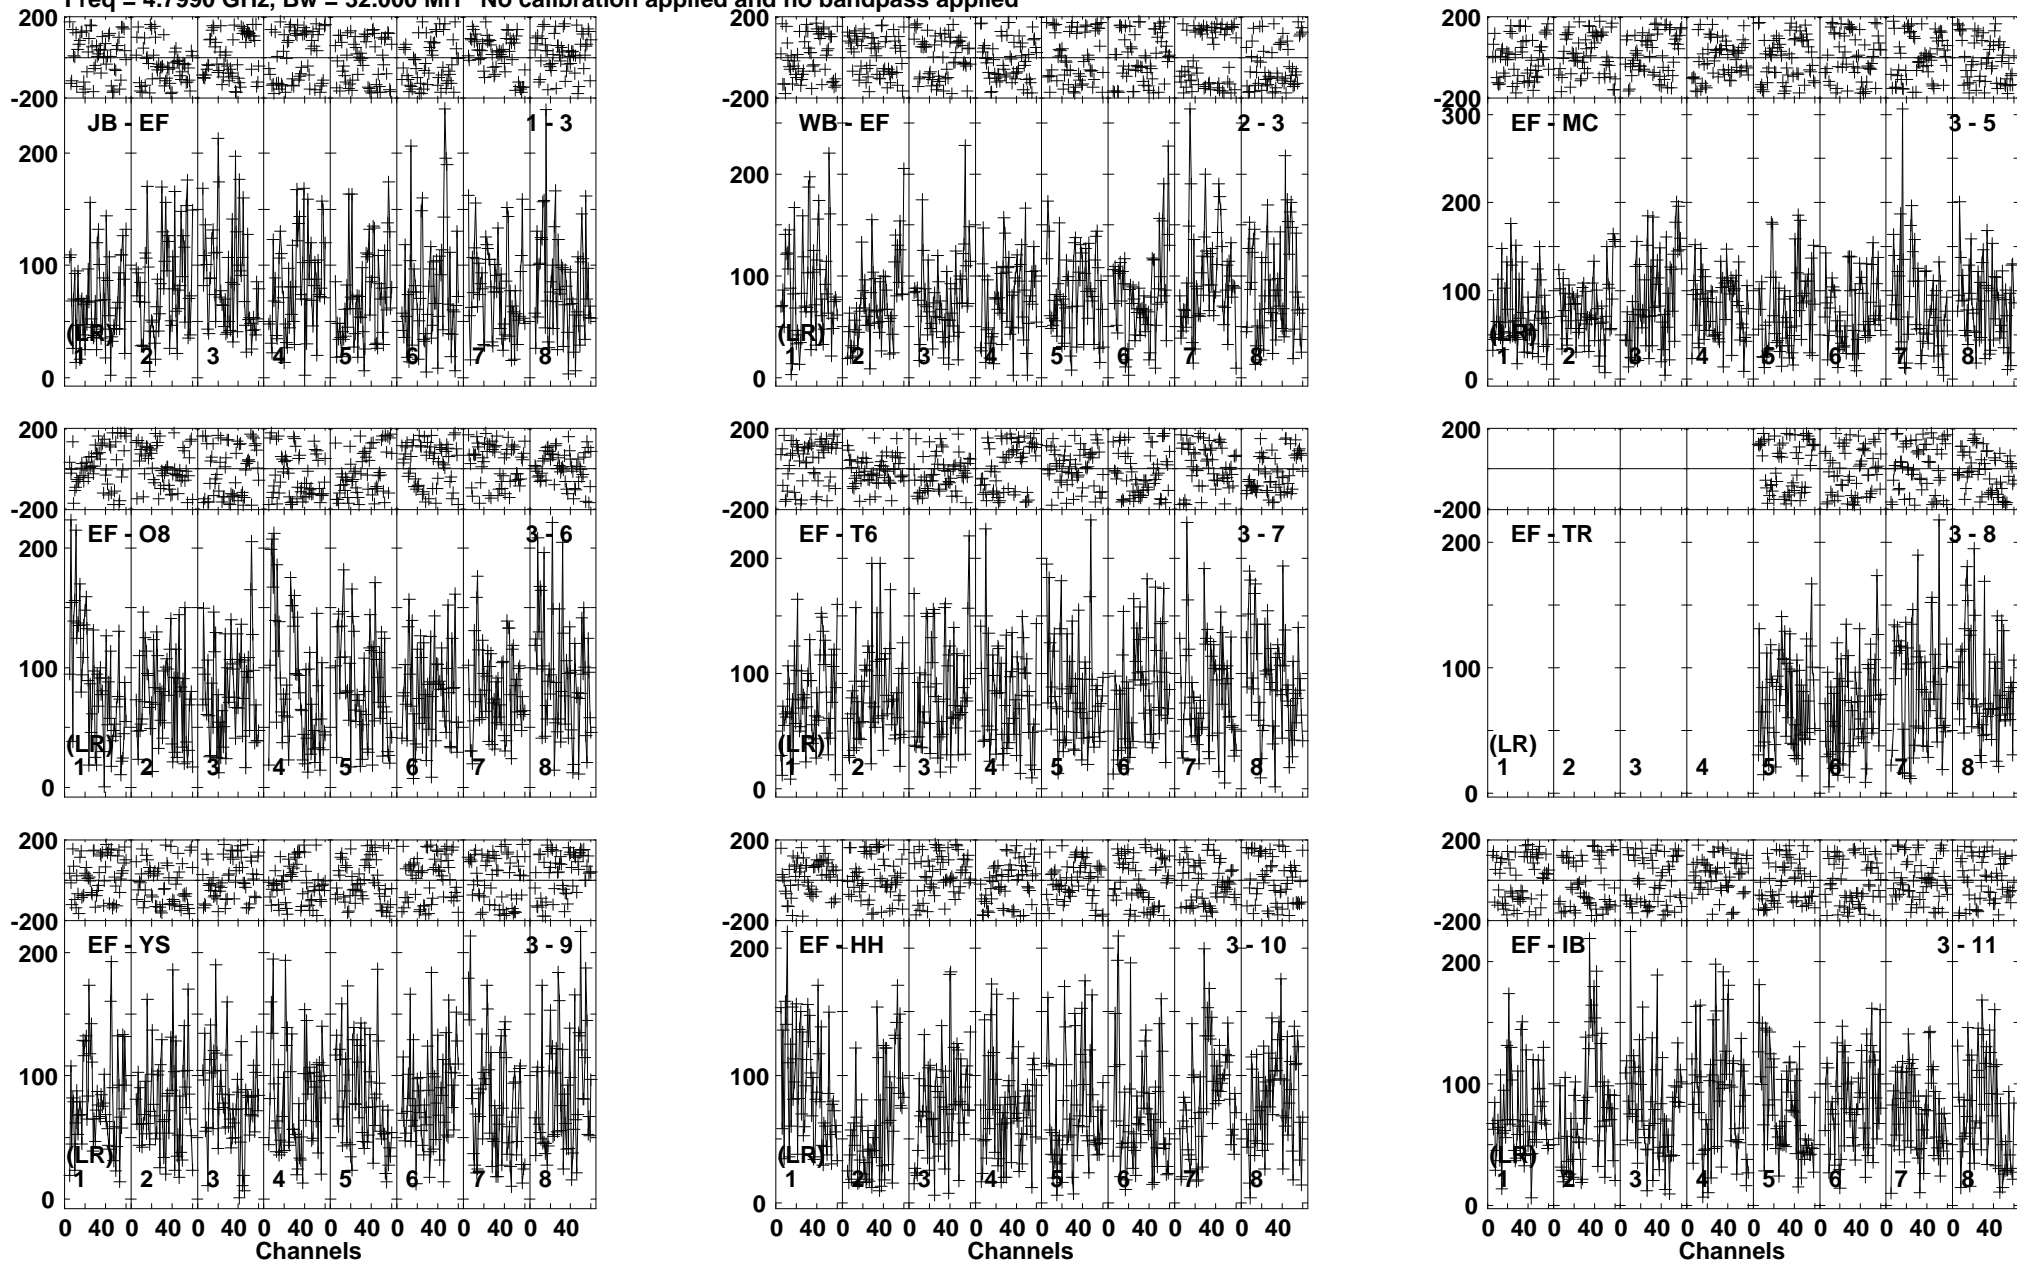 Freq = 4.7990 GHz, Bw = 32.000 MH No calibration applied and no bandpass applied
200 200 200
-200 -200 -200
JB - EF 1 - 3 WB - EF 2 - 3 EF - MC 3 - 5
300
200 200 200
100 100 100
(LR) (LR) (LR)
1 2 3 4 5 6 7 8 1 2 3 4 5 6 7 8 1 2 3 4 5 6 7 8
0 0 0
200 200 200
-200 -200 -200
EF - O8 3 - 6 EF - T6 3 - 7 EF - TR 3 - 8
200 200 200
100 100 100
(LR) (LR) (LR)
1 2 3 4 5 6 7 8 1 2 3 4 5 6 7 8 1 2 3 4 5 6 7 8
0 0 0
200 200 200
-200 -200 -200
EF - YS 3 - 9 EF - HH 3 - 10 EF - IB 3 - 11
200 200 200
100 100 100
(LR) (LR) (LR)
1 2 3 4 5 6 7 8 1 2 3 4 5 6 7 8 1 2 3 4 5 6 7 8
0 0 0
0 40 0 40 0 40 0 40 0 40 0 40 0 40 0 40 0 40 0 40 0 40 0 40 0 40 0 40 0 40 0 40 0 40 0 40 0 40 0 40 0 40 0 40 0 40 0 40
Channels Channels Channels